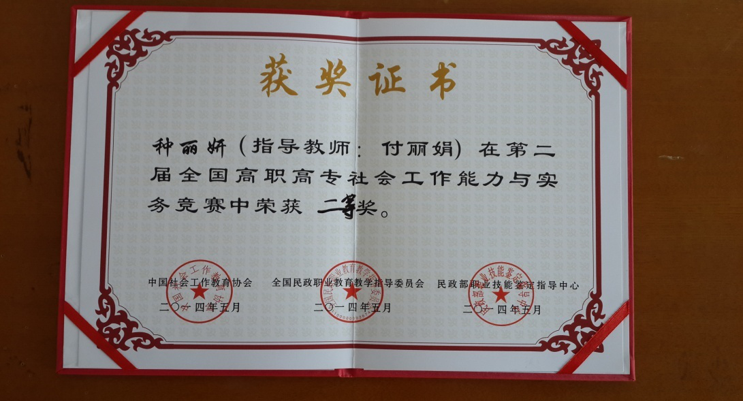 获奖证书
种丽妍(指导教师:付丽娟)在第二
届全国高职高专社会工作能力与实
务竞赛中荣获 二等奖。
中国社会工作教育协会 全国民政职业教育教学指导委员会 民政部职业技能鉴定指导中心
二〇一四年五月 二〇一四年五月 二〇一四年五月